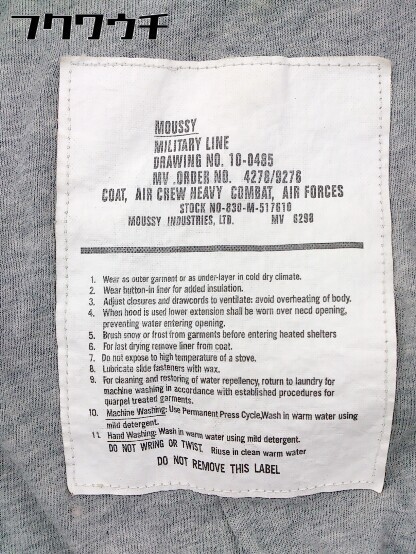 フクワウチ
MOUSSY
MILITARY LINE
DRAWING NO. 10-0485
MV .ORDER NO. 4278/9278
COAT, AIR CREW HEAVY COMBAT, AIR FORCES
STOCK NO-830-M-517610
MOUSSY INDUSTRIES, LTD. MV 6298
1. Wear as outer garment or as under-layer in cold dry climate.
2. Wear button-in liner for added insulation.
3. Adjust closures and drawcords to ventilate: avoid overheating of body.
4. When hood is used lower extension shall be worn over necd opening,
preventing water entering opening.
5. Brush snow or frost from garments before entering heated shelters
6. For last drying remove liner from coat.
7. Do not expose to high temperature of a stove.
8. Lubricata slide fasteners with wax.
9. For cleaning and restoring of water repellency, return to laundry for
machine washing in accordance with established procedures for
quarpel treated garments.
10. Machine Washing: Use Permanent Press Cycle,Wash in warm water using
mild detergent.
11. Hand Washing: Wash in warm water using mild detergent.
DO NOT WRING OR TWIST. Riuse in clean warm water
DO NOT REMOVE THIS LABEL